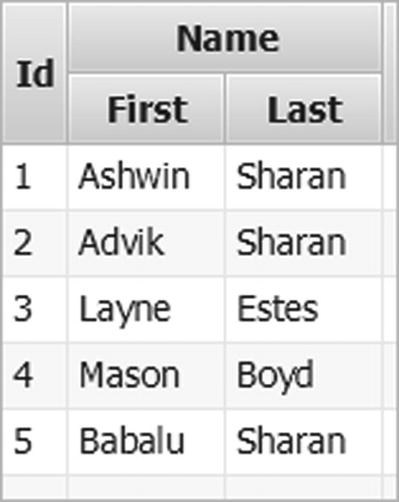 Id
Name
First Last
1 Ashwin Sharan
2 Advik Sharan
3 Layne Estes
4 Mason Boyd
5 Babalu Sharan